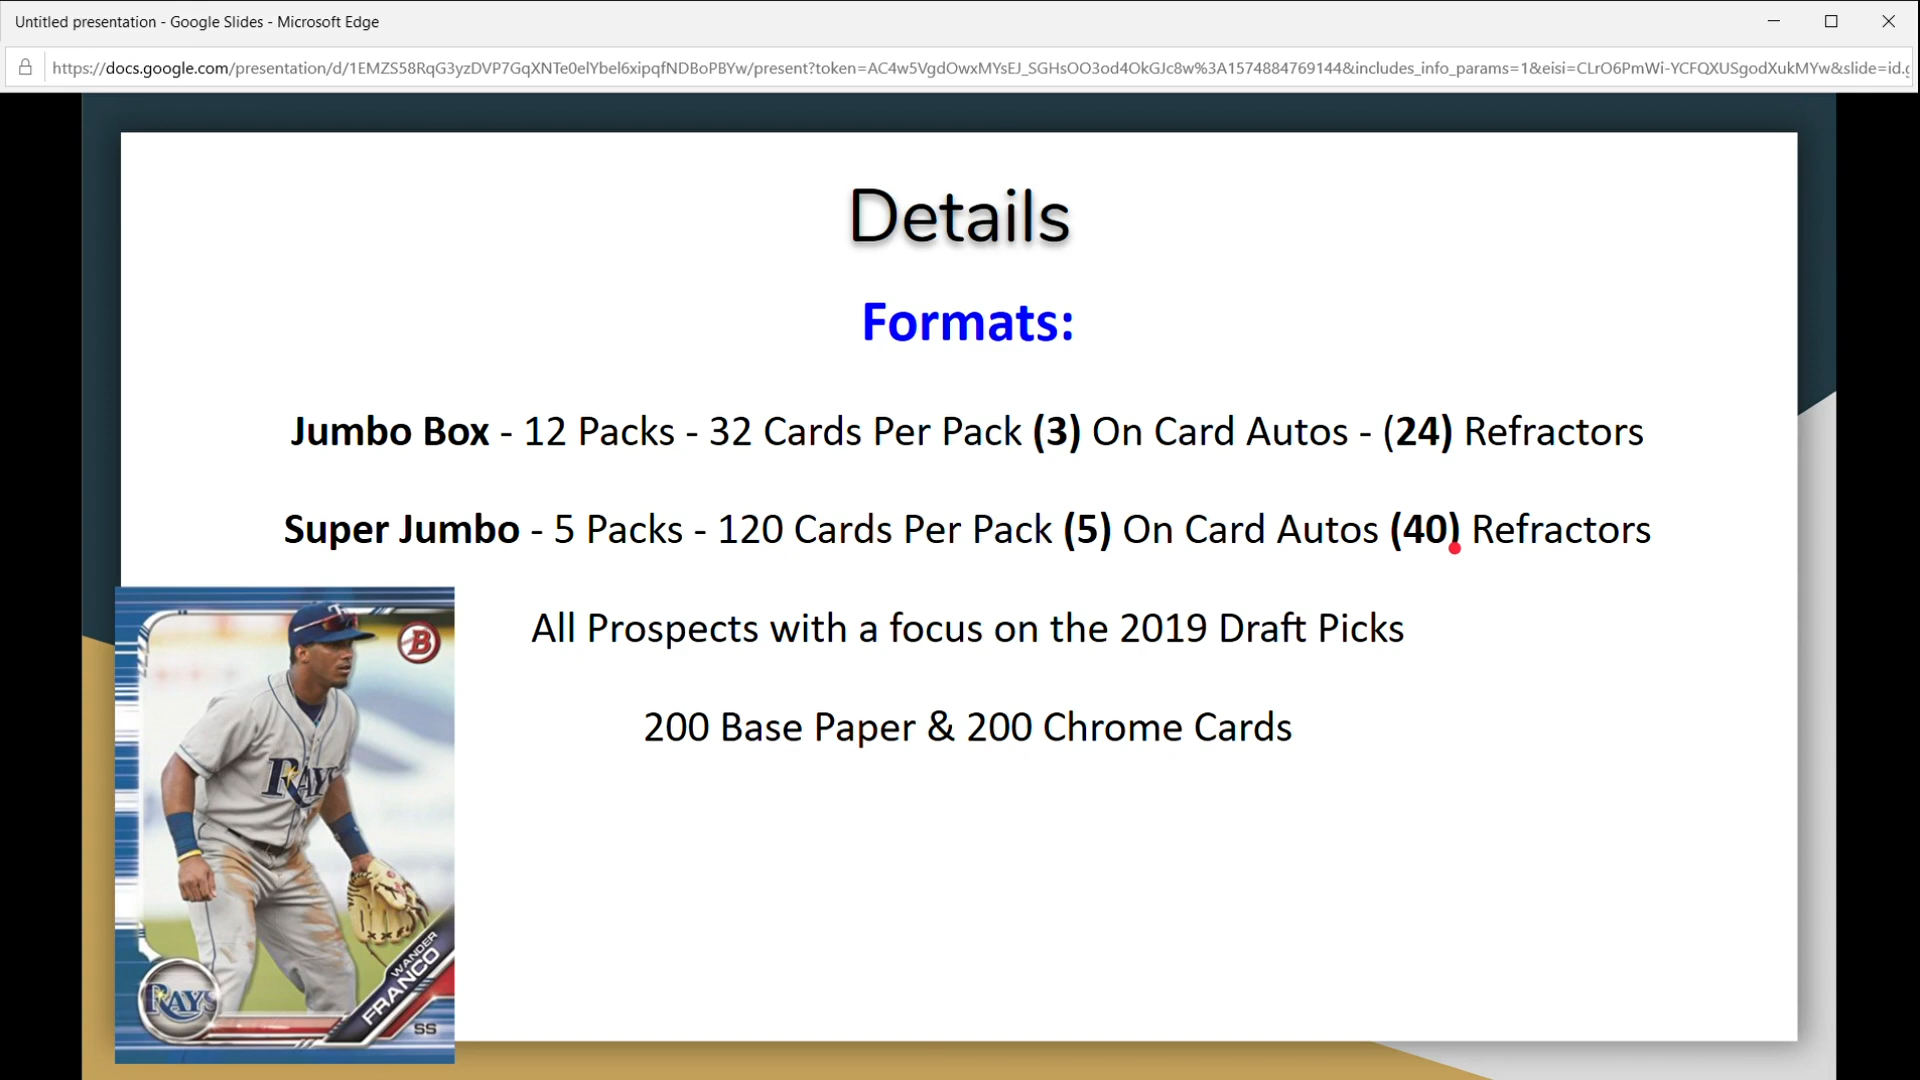 Untitled presentation - Google Slides - Microsoft Edge
https://docs.google.com/presentation/d/1EMZS58RqG3yzDVP7GqXNTe0elYbel6xipqfNDBoPBYw/present?token=AC4w5VgdOwxMYsEJ_SGHsOO3od4OkGJc8w%3A1574884769144&includes_info_params=1&eisi=CLrO6PmWi-YCFQXUSgodXukMYw&slide=id.g
Details
Formats:
Jumbo Box - 12 Packs - 32 Cards Per Pack (3) On Card Autos - (24) Refractors
Super Jumbo - 5 Packs - 120 Cards Per Pack (5) On Card Autos (40) Refractors
All Prospects with a focus on the 2019 Draft Picks
200 Base Paper & 200 Chrome Cards
B
RAYS
WANDER
FRANCO
RAYS
SS